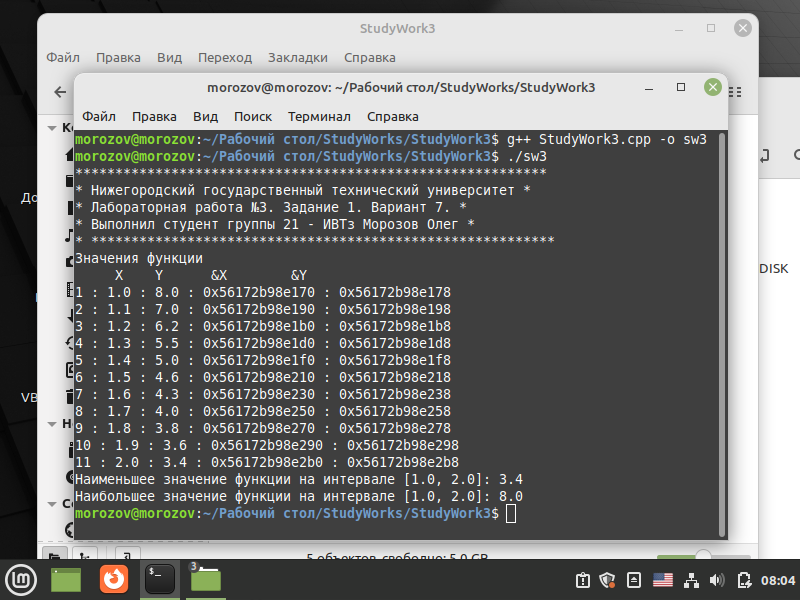 StudyWork3
Файл Правка Вид Переход Закладки Справка
morozov@morozov: ~/Рабочий стол/StudyWorks/StudyWork3
Файл Правка Вид Поиск Терминал Справка
morozov@morozov:~/Рабочий стол/StudyWorks/StudyWork3$ g++ StudyWork3.cpp -o sw3
morozov@morozov:~/Рабочий стол/StudyWorks/StudyWork3$ ./sw3
***********************************************************
* Нижегородский государственный технический университет *
* Лабораторная работа №3. Задание 1. Вариант 7. *
* Выполнил студент группы 21 - ИВТз Морозов Олег *
* **********************************************************
Значения функции
X Y &X &Y
1 : 1.0 : 8.0 : 0x56172b98e170 : 0x56172b98e178
2 : 1.1 : 7.0 : 0x56172b98e190 : 0x56172b98e198
3 : 1.2 : 6.2 : 0x56172b98e1b0 : 0x56172b98e1b8
4 : 1.3 : 5.5 : 0x56172b98e1d0 : 0x56172b98e1d8
5 : 1.4 : 5.0 : 0x56172b98e1f0 : 0x56172b98e1f8
6 : 1.5 : 4.6 : 0x56172b98e210 : 0x56172b98e218
7 : 1.6 : 4.3 : 0x56172b98e230 : 0x56172b98e238
8 : 1.7 : 4.0 : 0x56172b98e250 : 0x56172b98e258
9 : 1.8 : 3.8 : 0x56172b98e270 : 0x56172b98e278
10 : 1.9 : 3.6 : 0x56172b98e290 : 0x56172b98e298
11 : 2.0 : 3.4 : 0x56172b98e2b0 : 0x56172b98e2b8
Наименьшее значение функции на интервале [1.0, 2.0]: 3.4
Наибольшее значение функции на интервале [1.0, 2.0]: 8.0
morozov@morozov:~/Рабочий стол/StudyWorks/StudyWork3$
До
VB
DISK
5 объектов, свободно: 5,0 GB
3
08:04